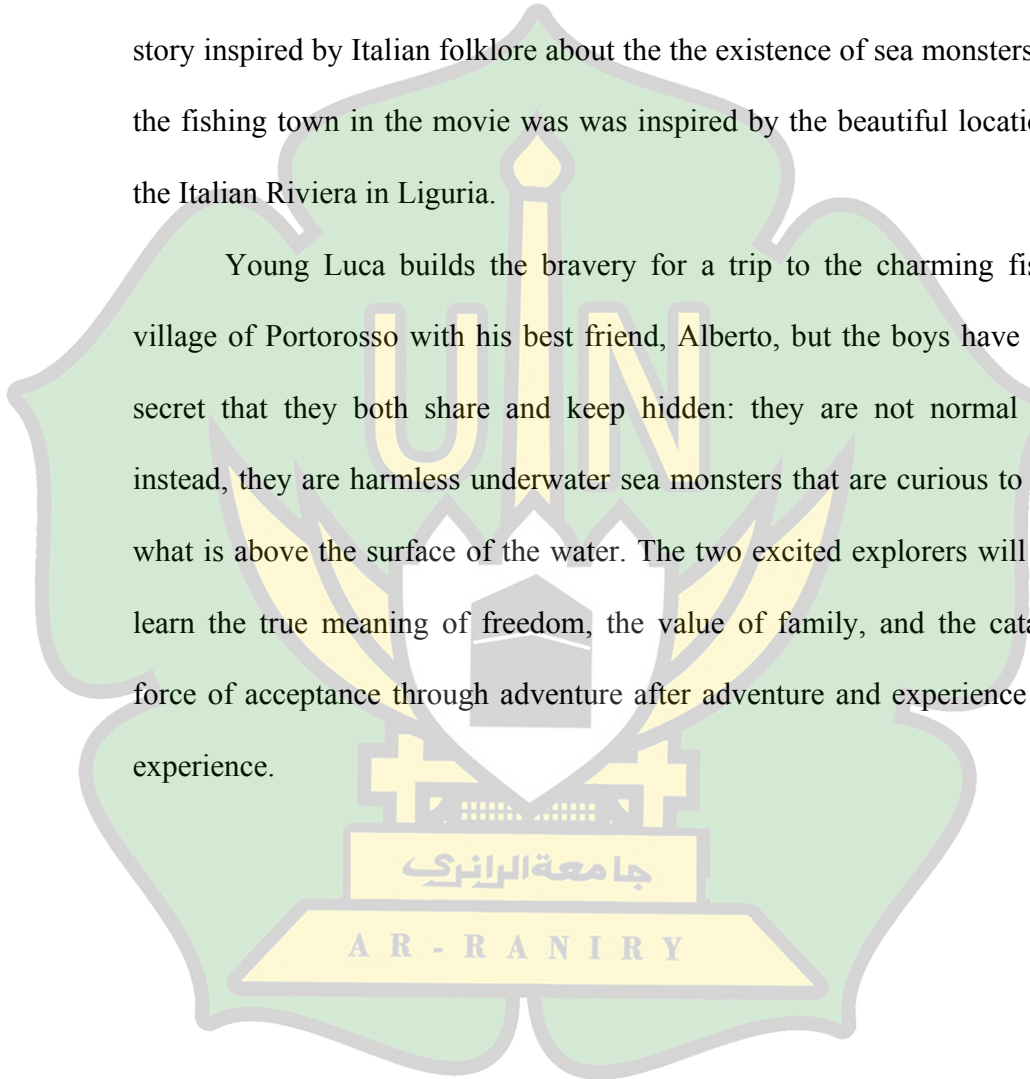 story inspired by Italian folklore about the the existence of sea monsters
the fishing town in the movie was was inspired by the beautiful locatio
the Italian Riviera in Liguria.
Young Luca builds the bravery for a trip to the charming fis
village of Portorosso with his best friend, Alberto, but the boys have
secret that they both share and keep hidden: they are not normal
instead, they are harmless underwater sea monsters that are curious to
what is above the surface of the water. The two excited explorers will
learn the true meaning of freedom, the value of family, and the cata
force of acceptance through adventure after adventure and experience
experience.
UIN
جامعة الرانري
AR-RANIRY